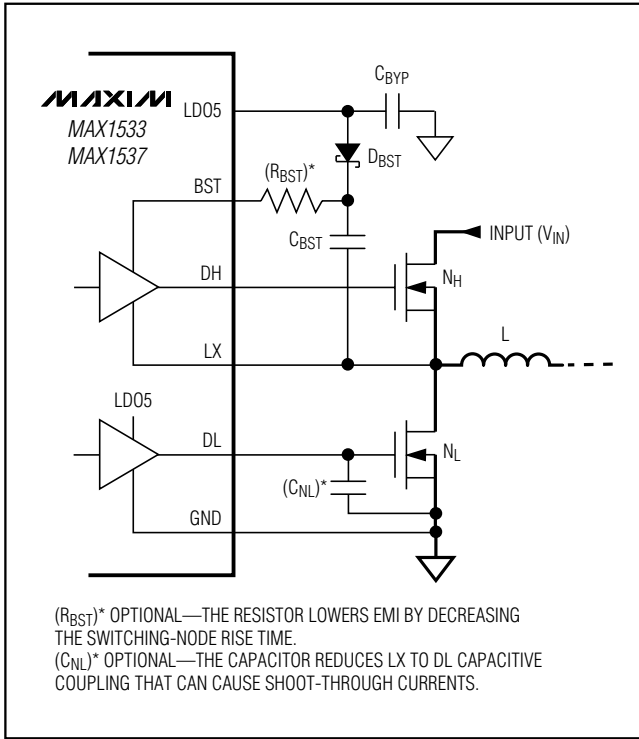 CBYP
MAXIM
LDO5
MAX1533
MAX1537
DBST
(RBST)*
BST
CBST
INPUT (VIN)
DH
NH
L
LX
LDO5
DL
NL
(CNL)*
GND
(RBST)* OPTIONAL—THE RESISTOR LOWERS EMI BY DECREASING
THE SWITCHING-NODE RISE TIME.
(CNL)* OPTIONAL—THE CAPACITOR REDUCES LX TO DL CAPACITIVE
COUPLING THAT CAN CAUSE SHOOT-THROUGH CURRENTS.